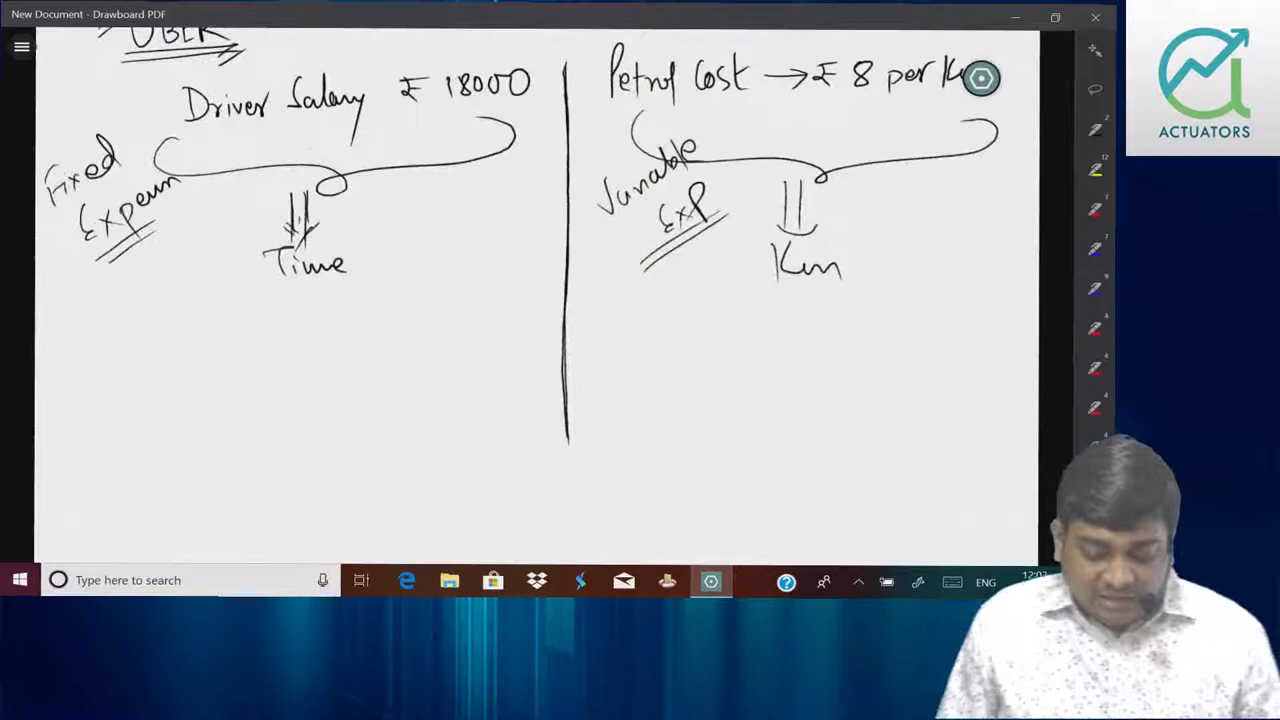 New Document - Drawboard PDF
UBER
Driver Salary ₹ 18000
Fixed
Time
Petrol Cost → ₹ 8 per
Variable
Exp
Km
ACTUATORS
Type here to search
ENG